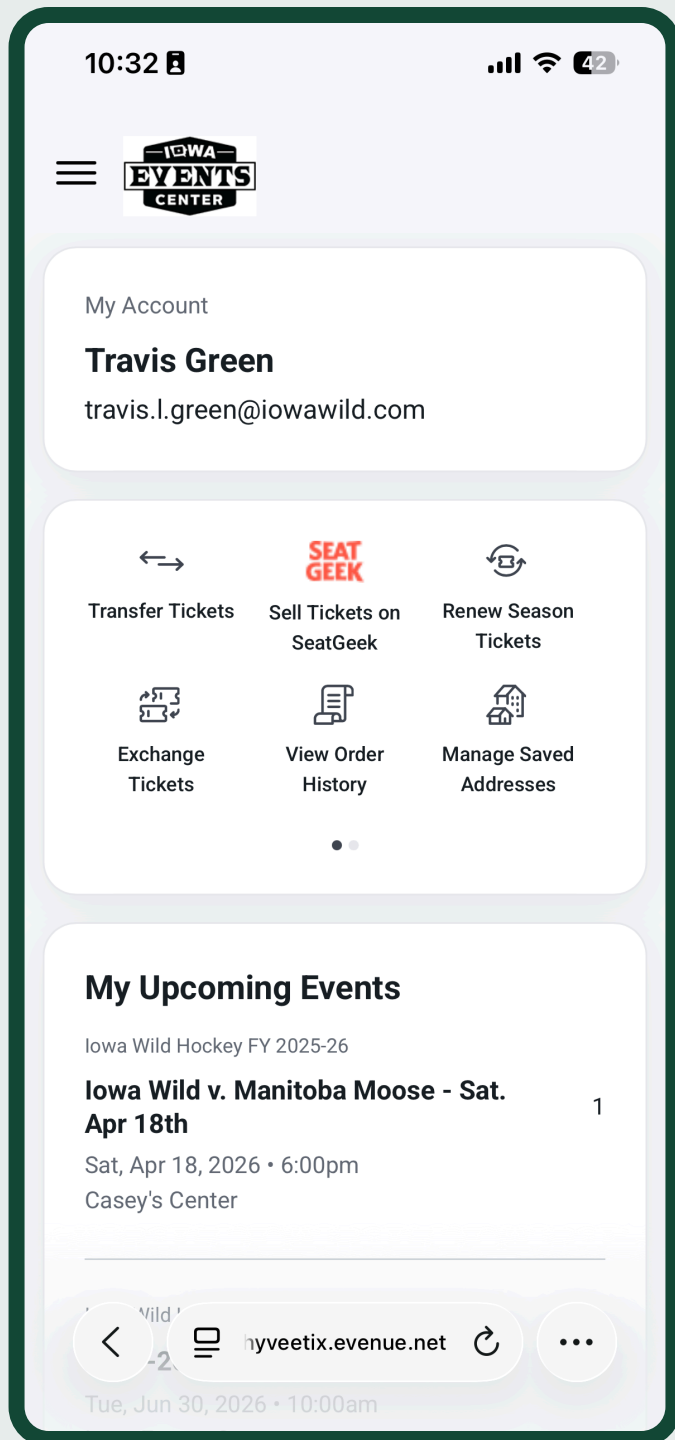 10:32
42
IOWA
EVENTS
CENTER
My Account
Travis Green
travis.l.green@iowawild.com
SEAT
GEEK
Transfer Tickets
Sell Tickets on
SeatGeek
Renew Season
Tickets
Exchange
Tickets
View Order
History
Manage Saved
Addresses
My Upcoming Events
Iowa Wild Hockey FY 2025-26
Iowa Wild v. Manitoba Moose - Sat.
Apr 18th
1
Sat, Apr 18, 2026 • 6:00pm
Casey's Center
Wild
hyveetix.evenue.net
Tue, Jun 30, 2026 • 10:00am